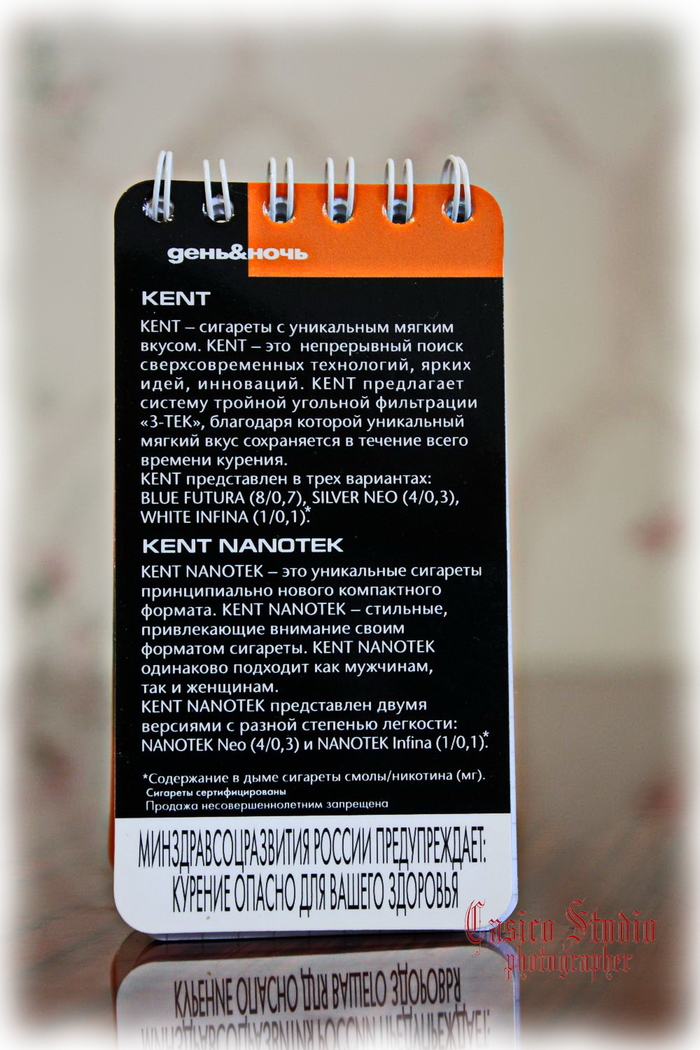 день&ночь
KENT
KENT – сигареты с уникальным мягким
вкусом. KENT – это непрерывный поиск
сверхсовременных технологий, ярких
идей, инноваций. KENT предлагает
систему тройной угольной фильтрации
«3-ТЕК», благодаря которой уникальный
мягкий вкус сохраняется в течение всего
времени курения.
KENT представлен в трех вариантах:
BLUE FUTURA (8/0,7), SILVER NEO (4/0,3),
WHITE INFINA (1/0,1).*
KENT NANOTEK
KENT NANOTEK – это уникальные сигареты
принципиально нового компактного
формата. KENT NANOTEK – стильные,
привлекающие внимание своим
форматом сигареты. KENT NANOTEK
одинаково подходит как мужчинам,
так и женщинам.
KENT NANOTEK представлен двумя
версиями с разной степенью легкости:
NANOTEK Neo (4/0,3) и NANOTEK Infina (1/0,1).*
*Содержание в дыме сигареты смолы/никотина (мг).
Сигареты сертифицированы
Продажа несовершеннолетним запрещена
МИНЗДРАВСОЦРАЗВИТИЯ РОССИИ ПРЕДУПРЕЖДАЕТ:
КУРЕНИЕ ОПАСНО ДЛЯ ВАШЕГО ЗДОРОВЬЯ
Casico Studio
photographer